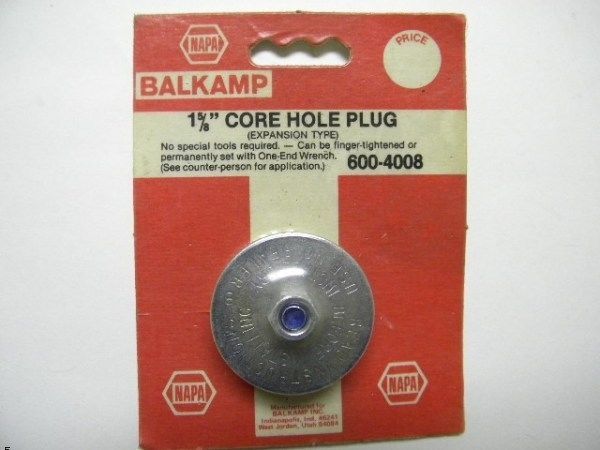 NAPA
PRICE
BALKAMP
1 5/8" CORE HOLE PLUG
(EXPANSION TYPE)
No special tools required. — Can be finger-tightened or
permanently set with One-End Wrench.
(See counter-person for application.)
600-4008
NAPA
NAPA
Manufactured for
BALKAMP INC.
Indianapolis, Ind. 46241
West Jordan, Utah 84084